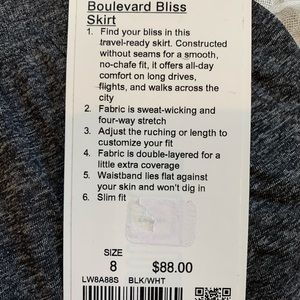 Boulevard Bliss
Skirt
1. Find your bliss in this
travel-ready skirt. Constructed
without seams for a smooth,
no-chafe fit, it offers all-day
comfort on long drives,
flights, and walks across the
city
2. Fabric is sweat-wicking and
four-way stretch
3. Adjust the ruching or length to
customize your fit
4. Fabric is double-layered for a
little extra coverage
5. Waistband lies flat against
your skin and won't dig in
6. Slim fit
SIZE
8 $88.00
LW8A88S BLK/WHT